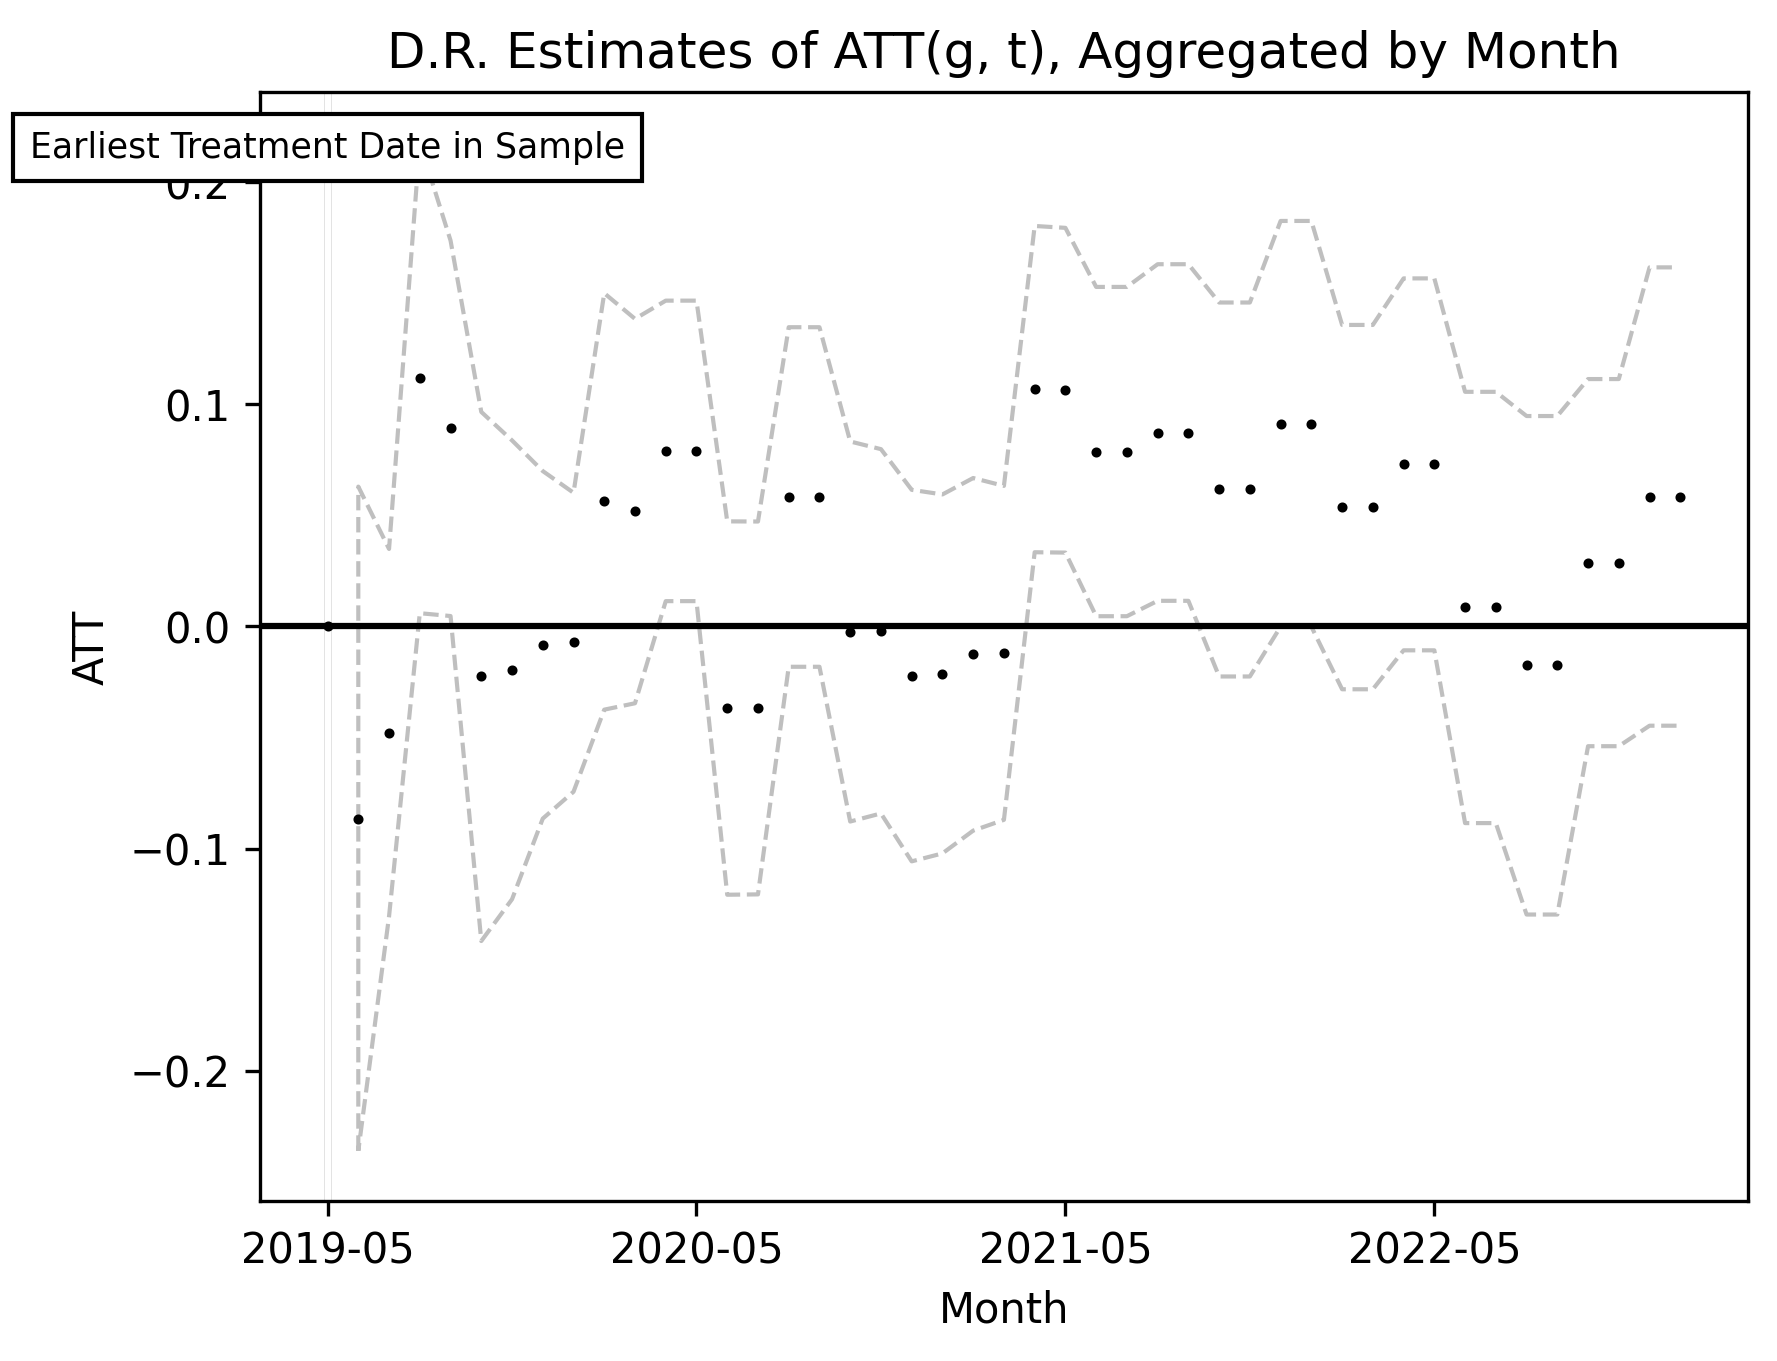 D.R. Estimates of ATT(g, t), Aggregated by Month
Earliest Treatment Date in Sample
0.2
0.1
0.0
−0.1
−0.2
ATT
2019-05 2020-05 2021-05 2022-05
Month